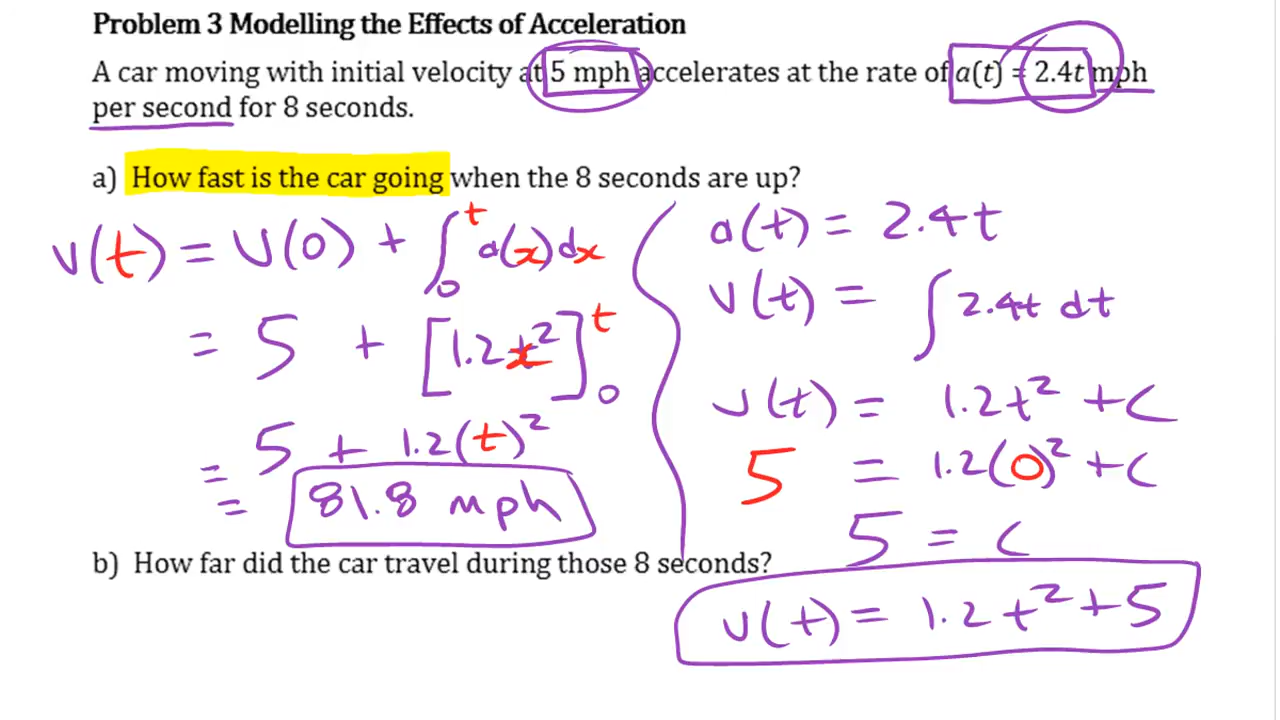 Problem 3 Modelling the Effects of Acceleration
A car moving with initial velocity at 5 mph accelerates at the rate of a(t) = 2.4t mph
per second for 8 seconds.
a) How fast is the car going when the 8 seconds are up?
v(t) = v(0) + ∫₀ᵗ a(x)dx
= 5 + [1.2x²]₀ᵗ
= 5 + 1.2(t)²
= 81.8 mph
a(t) = 2.4t
v(t) = ∫ 2.4t dt
v(t) = 1.2t² + C
5 = 1.2(0)² + C
5 = C
b) How far did the car travel during those 8 seconds?
v(t) = 1.2t² + 5